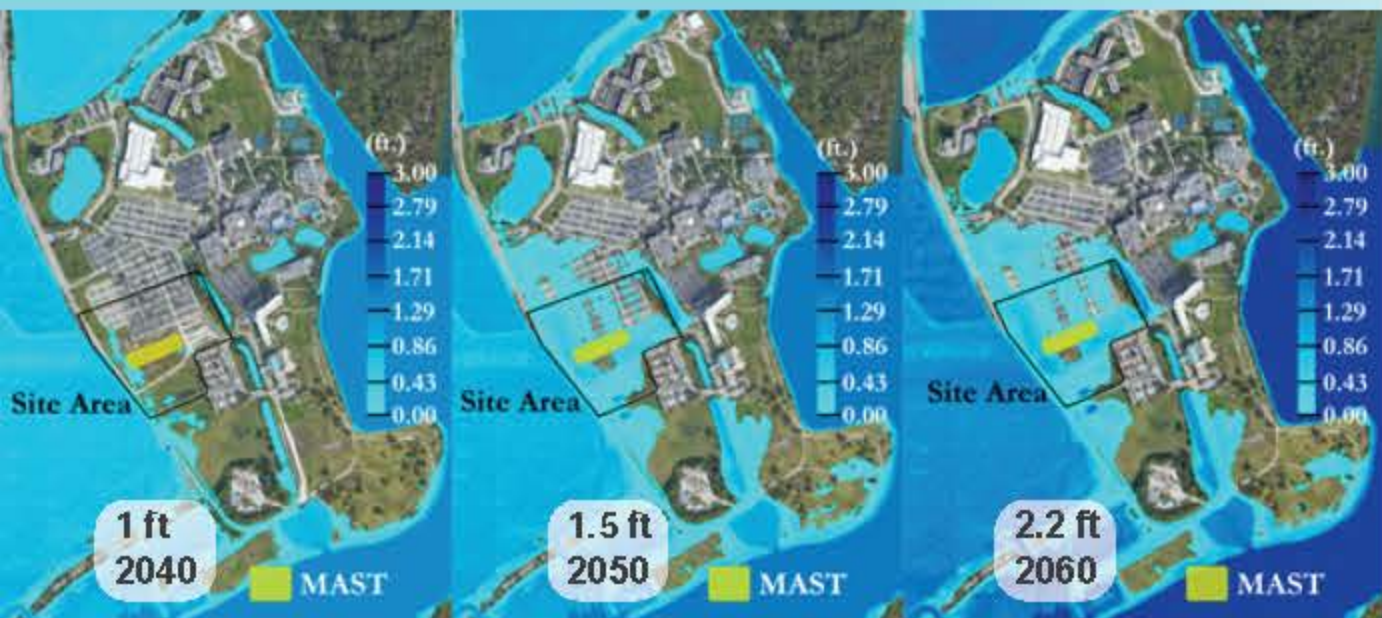 (ft.)
3.00
2.79
2.14
1.71
1.29
0.86
0.43
0.00
Site Area
1 ft
2040
MAST
(ft.)
3.00
2.79
2.14
1.71
1.29
0.86
0.43
0.00
Site Area
1.5 ft
2050
MAST
(ft.)
3.00
2.79
2.14
1.71
1.29
0.86
0.43
0.00
Site Area
2.2 ft
2060
MAST